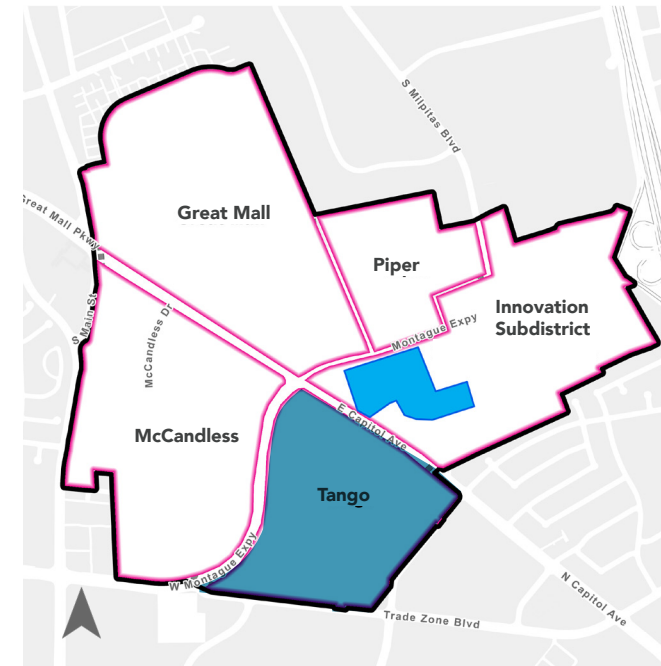 S Milpitas Blvd
Great Mall Pkwy
Great Mall
Piper
Innovation
Subdistrict
S Main St
McCandless Dr
Montague Expy
E Capitol Ave
McCandless
Tango
W Montague Expy
N Capitol Ave
Trade Zone Blvd